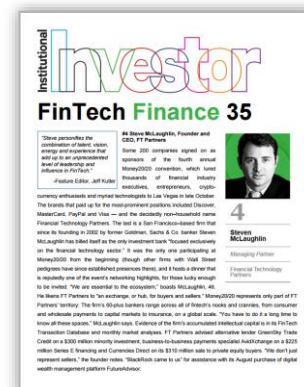 Institutional
Investor
FinTech Finance 35
"Steve personifies the
combination of talent, vision,
energy and experience that
add up to an unprecedented
level of leadership and
influence in FinTech."
-Feature Editor, Jeff Kutler
#4 Steve McLaughlin, Founder and
CEO, FT Partners
Some 200 companies signed on as
sponsors of the fourth annual
Money20/20 convention, which lured
thousands of financial industry
executives, entrepreneurs, crypto-
currency enthusiasts and myriad technologists to Las Vegas in late October.
The brands that paid up for the most-prominent positions included Discover,
MasterCard, PayPal and Visa — and the decidedly non-household name
Financial Technology Partners. The last is a San Francisco–based firm that
since its founding in 2002 by former Goldman, Sachs & Co. banker Steven
McLaughlin has billed itself as the only investment bank "focused exclusively
on the financial technology sector." It was the only one participating at
Money20/20 from the beginning (though other firms with Wall Street
pedigrees have since established presences there), and it hosts a dinner that
is reputedly one of the event's networking highlights, for those lucky enough
to be invited. "We are essential to the ecosystem," boasts McLaughlin, 46.
He likens FT Partners to "an exchange, or hub, for buyers and sellers." Money20/20 represents only part of FT
Partners' territory. The firm's 90-plus bankers range across all of fintech's nooks and crannies, from consumer
and wholesale payments to capital markets to insurance, on a global scale. "You have to do it a long time to
know all these spaces," McLaughlin says. Evidence of the firm's accumulated intellectual capital is in its FinTech
Transaction Database and monthly market analyses. FT Partners advised alternative lender GreenSky Trade
Credit on a $300 million minority investment, business-to-business payments specialist AvidXchange on a $225
million Series E financing and Currencies Direct on its $310 million sale to private equity buyers. "We don't just
represent sellers," the founder notes. "BlackRock came to us" for assistance with its August purchase of digital
wealth management platform FutureAdvisor.
4
Steven
McLaughlin
Managing Partner
Financial Technology
Partners